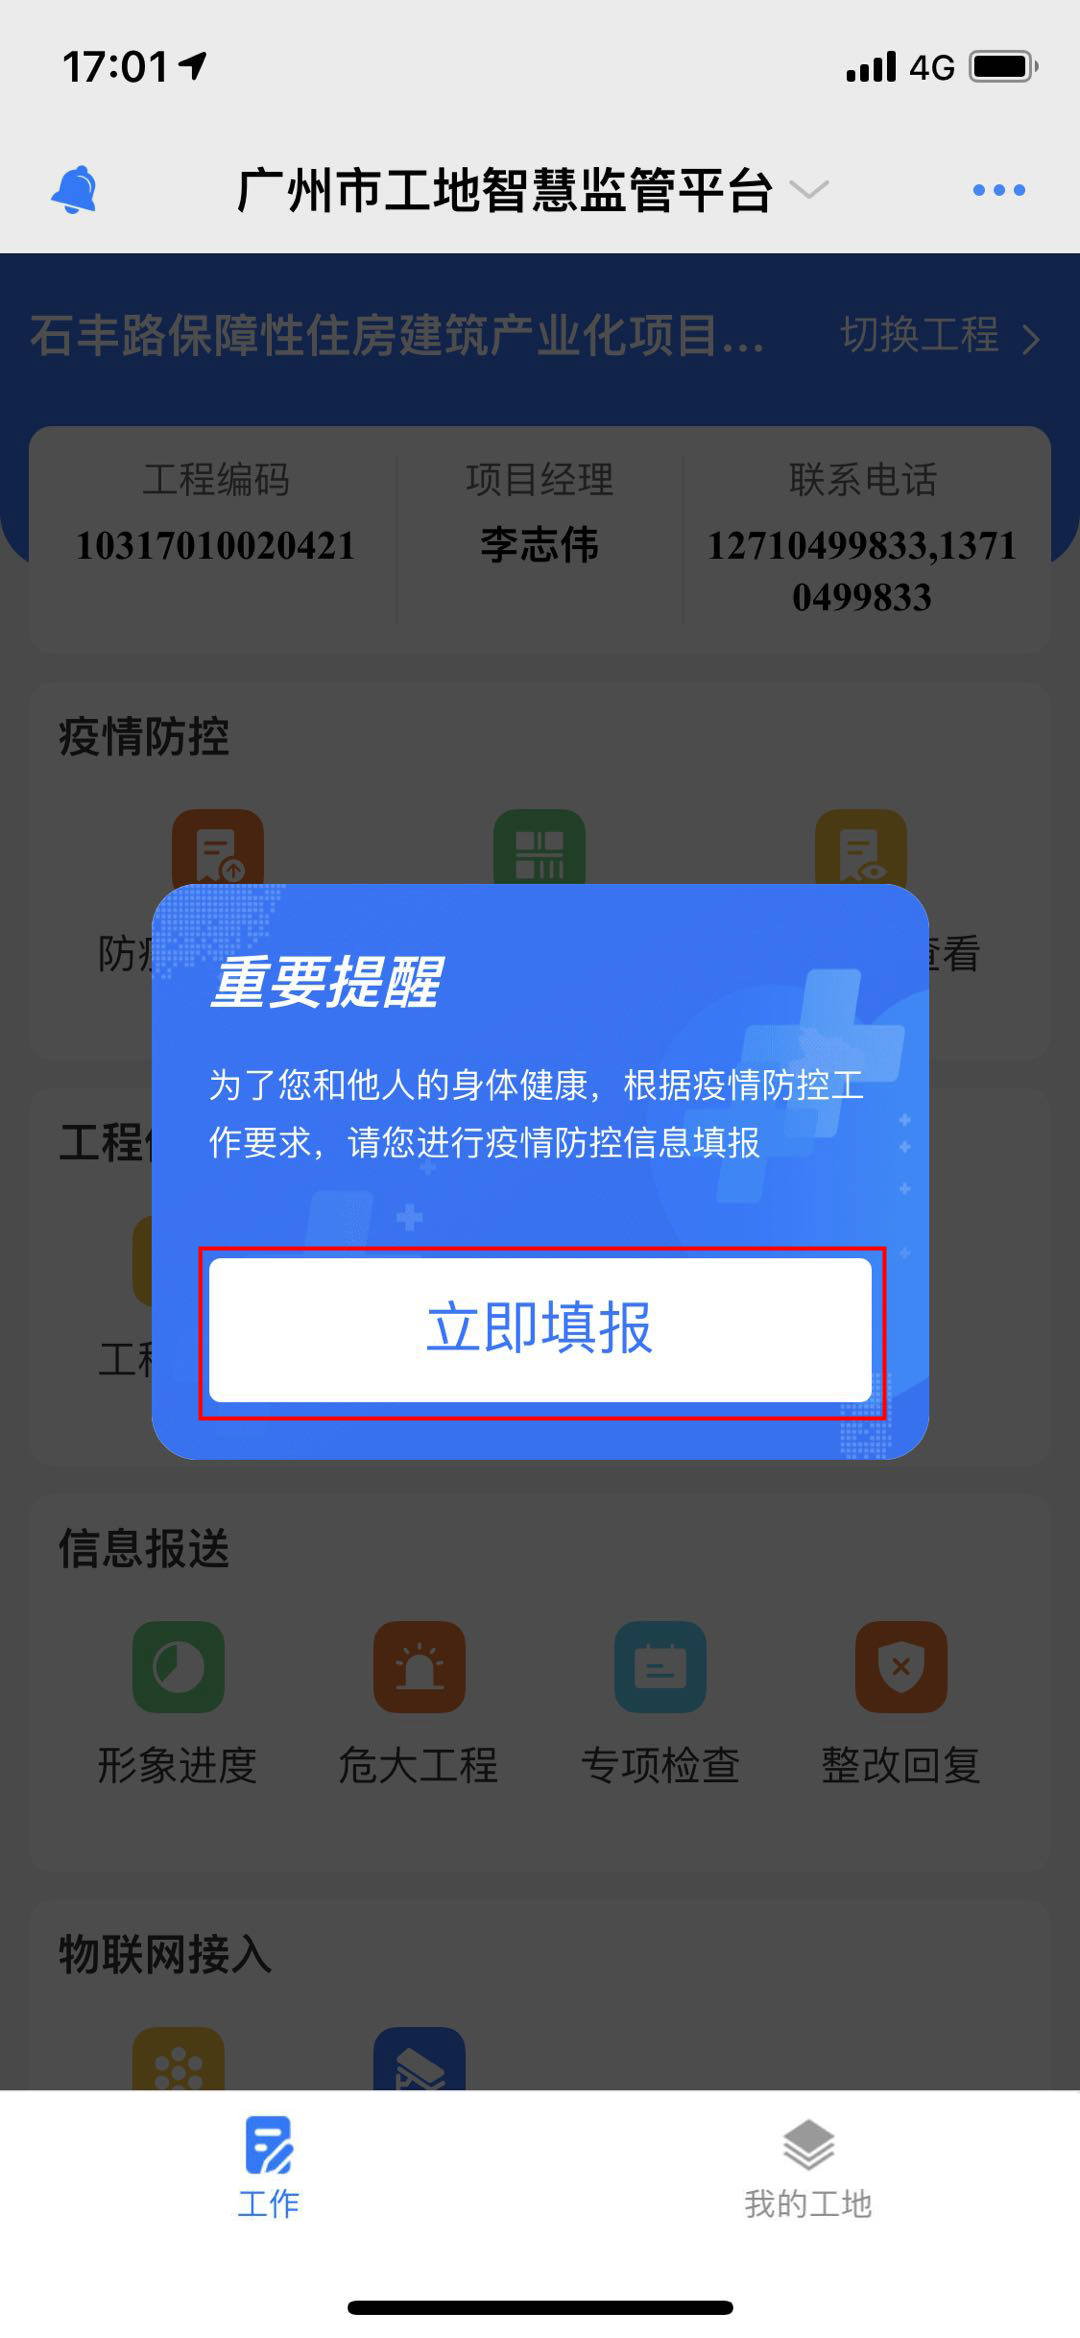 17:01
4G
广州市工地智慧监管平台
石丰路保障性住房建筑产业化项目...
切换工程
工程编码
项目经理
联系电话
10317010020421
李志伟
12710499833,1371
0499833
疫情防控
防
查看
重要提醒
为了您和他人的身体健康，根据疫情防控工
作要求，请您进行疫情防控信息填报
工程
立即填报
工
信息报送
形象进度
危大工程
专项检查
整改回复
物联网接入
工作
我的工地